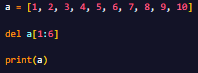 a = [1, 2, 3, 4, 5, 6, 7, 8, 9, 10]
del a[1:6]
print(a)